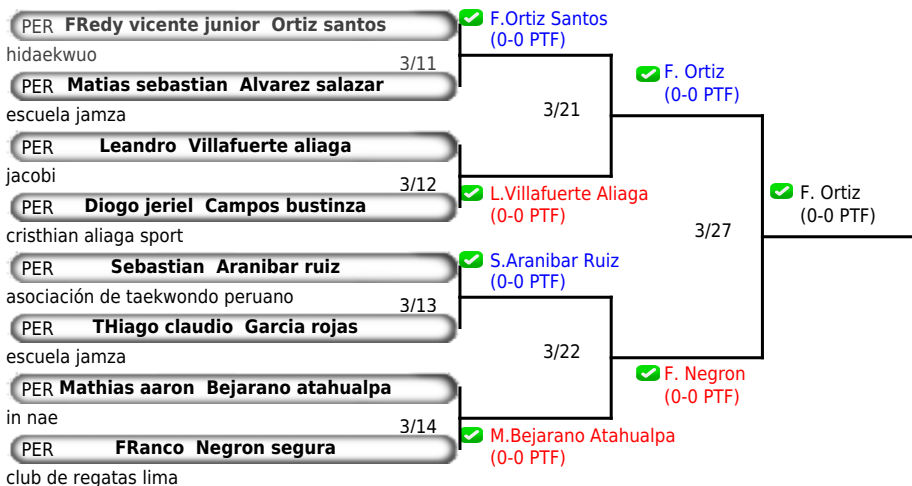 PER FRedy vicente junior Ortiz santos
hidaekwuo
3/11
PER Matias sebastian Alvarez salazar
escuela jamza
PER Leandro Villafuerte aliaga
jacobi
3/12
PER Diogo jeriel Campos bustinza
cristhian aliaga sport
PER Sebastian Aranibar ruiz
asociación de taekwondo peruano
3/13
PER THiago claudio Garcia rojas
escuela jamza
PER Mathias aaron Bejarano atahualpa
in nae
3/14
PER FRanco Negron segura
club de regatas lima
F.Ortiz Santos
(0-0 PTF)
3/21
L.Villafuerte Aliaga
(0-0 PTF)
S.Aranibar Ruiz
(0-0 PTF)
3/22
M.Bejarano Atahualpa
(0-0 PTF)
F. Ortiz
(0-0 PTF)
3/27
F. Negron
(0-0 PTF)
F. Ortiz
(0-0 PTF)